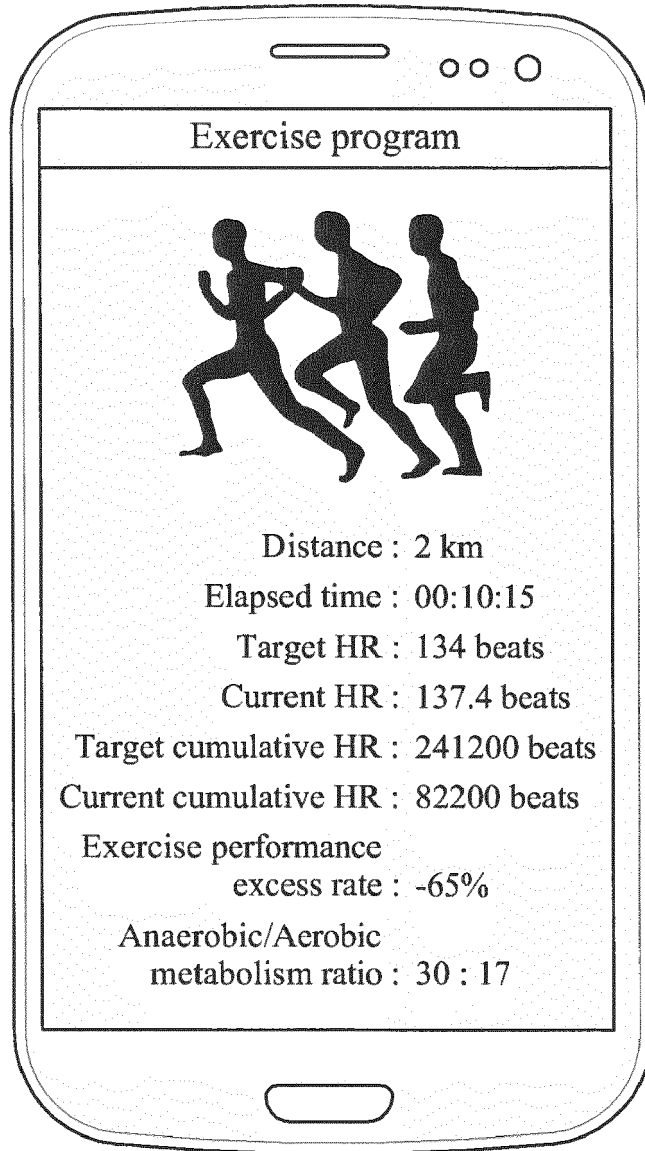 Exercise program
Distance : 2 km
Elapsed time : 00:10:15
Target HR : 134 beats
Current HR : 137.4 beats
Target cumulative HR : 241200 beats
Current cumulative HR : 82200 beats
Exercise performance
excess rate : -65%
Anaerobic/Aerobic
metabolism ratio : 30 : 17